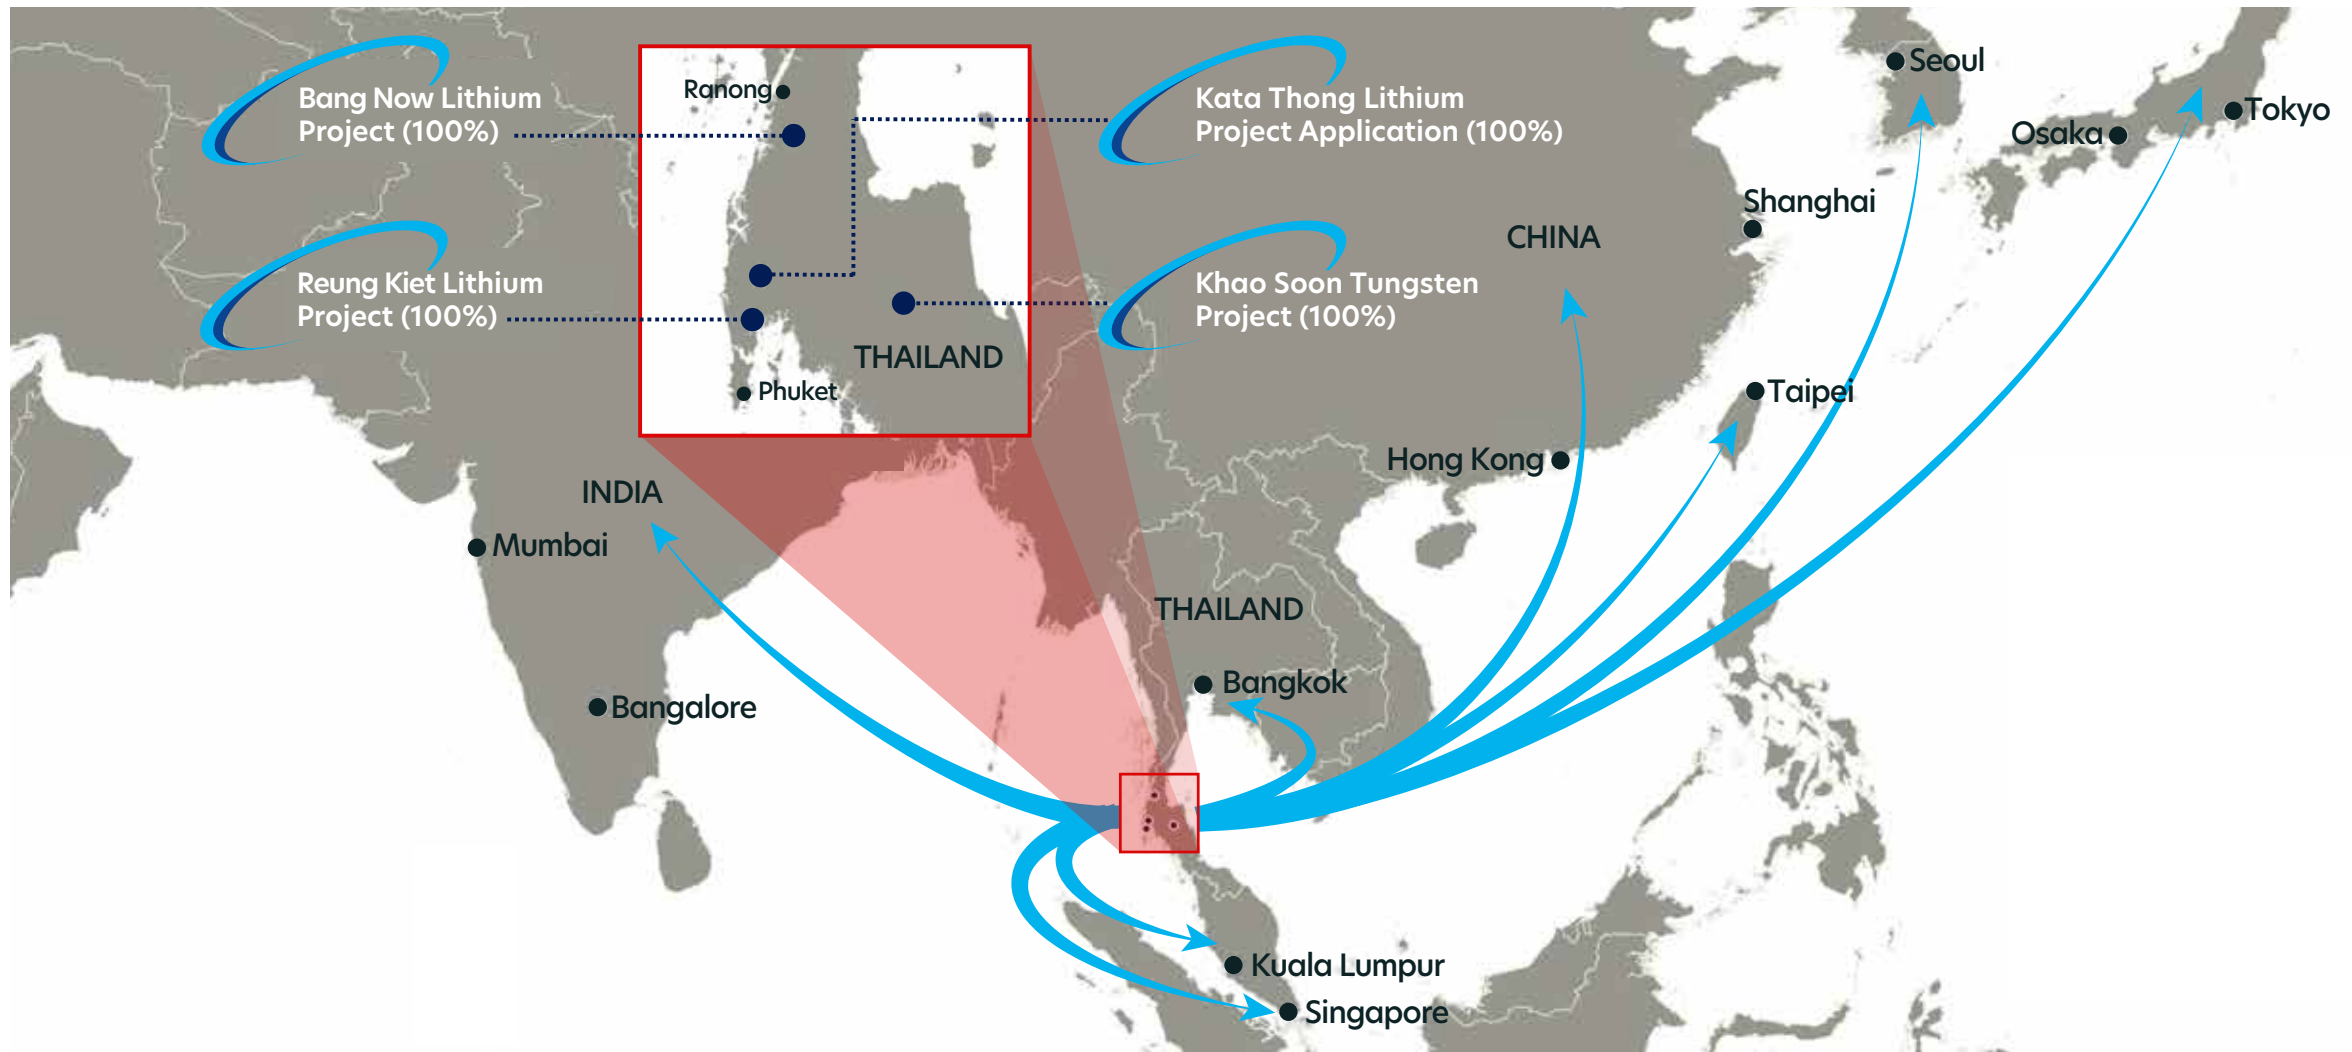 Bang Now Lithium
Project (100%)
Reung Kiet Lithium
Project (100%)
Ranong
THAILAND
Phuket
Kata Thong Lithium
Project Application (100%)
Khao Soon Tungsten
Project (100%)
Seoul
Tokyo
Osaka
Shanghai
CHINA
Taipei
Hong Kong
INDIA
Mumbai
Bangalore
THAILAND
Bangkok
Kuala Lumpur
Singapore